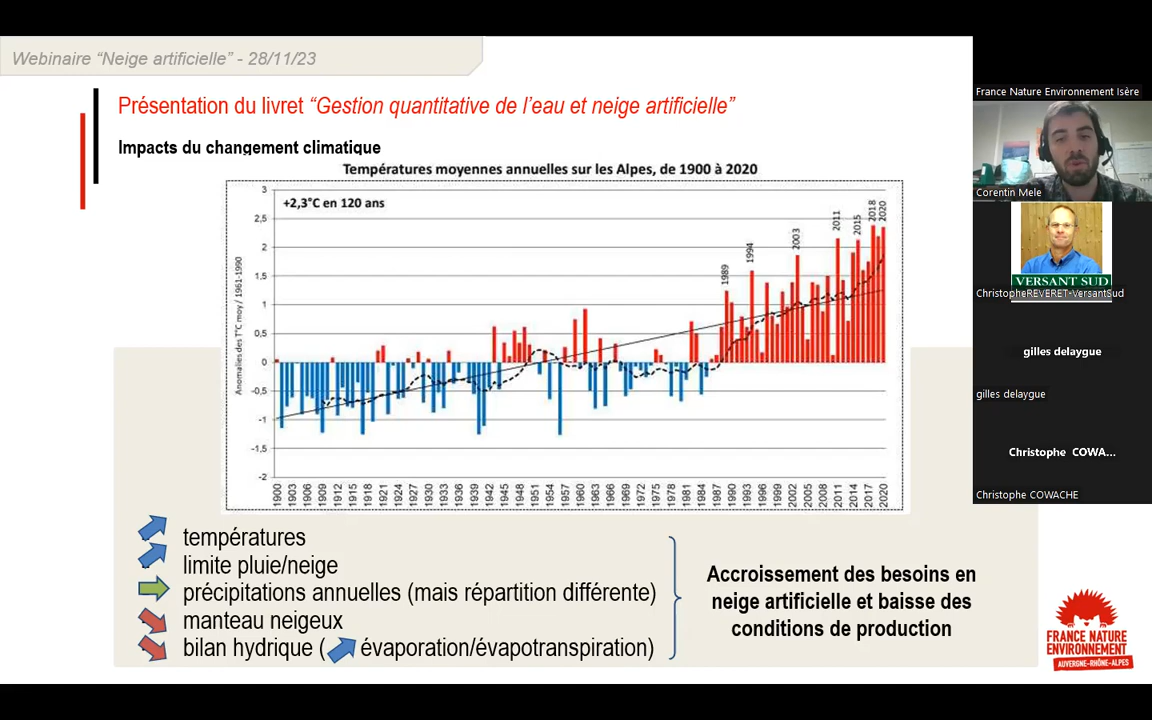 Webinaire “Neige artificielle” - 28/11/23
Présentation du livret “Gestion quantitative de l’eau et neige artificielle”
Impacts du changement climatique
Températures moyennes annuelles sur les Alpes, de 1900 à 2020
+2,3°C en 120 ans
Anomalies des T°C moy / 1961-1990
3
2,5
2
1,5
1
0,5
0
-0,5
-1
-1,5
-2
1989
1994
2003
2011
2015
2018
2020
1900
1903
1906
1909
1912
1915
1918
1921
1924
1927
1930
1933
1936
1939
1942
1945
1948
1951
1954
1957
1960
1963
1966
1969
1972
1975
1978
1981
1984
1987
1990
1993
1996
1999
2002
2005
2008
2011
2014
2017
2020
températures
limite pluie/neige
précipitations annuelles (mais répartition différente)
manteau neigeux
bilan hydrique ( évaporation/évapotranspiration)
Accroissement des besoins en
neige artificielle et baisse des
conditions de production
FRANCE NATURE
ENVIRONNEMENT
AUVERGNE-RHÔNE-ALPES
France Nature Environnement Isère
Corentin Mele
VERSANT SUD
ChristopheREVERET-VersantSud
gilles delaygue
gilles delaygue
Christophe COWA...
Christophe COWACHE